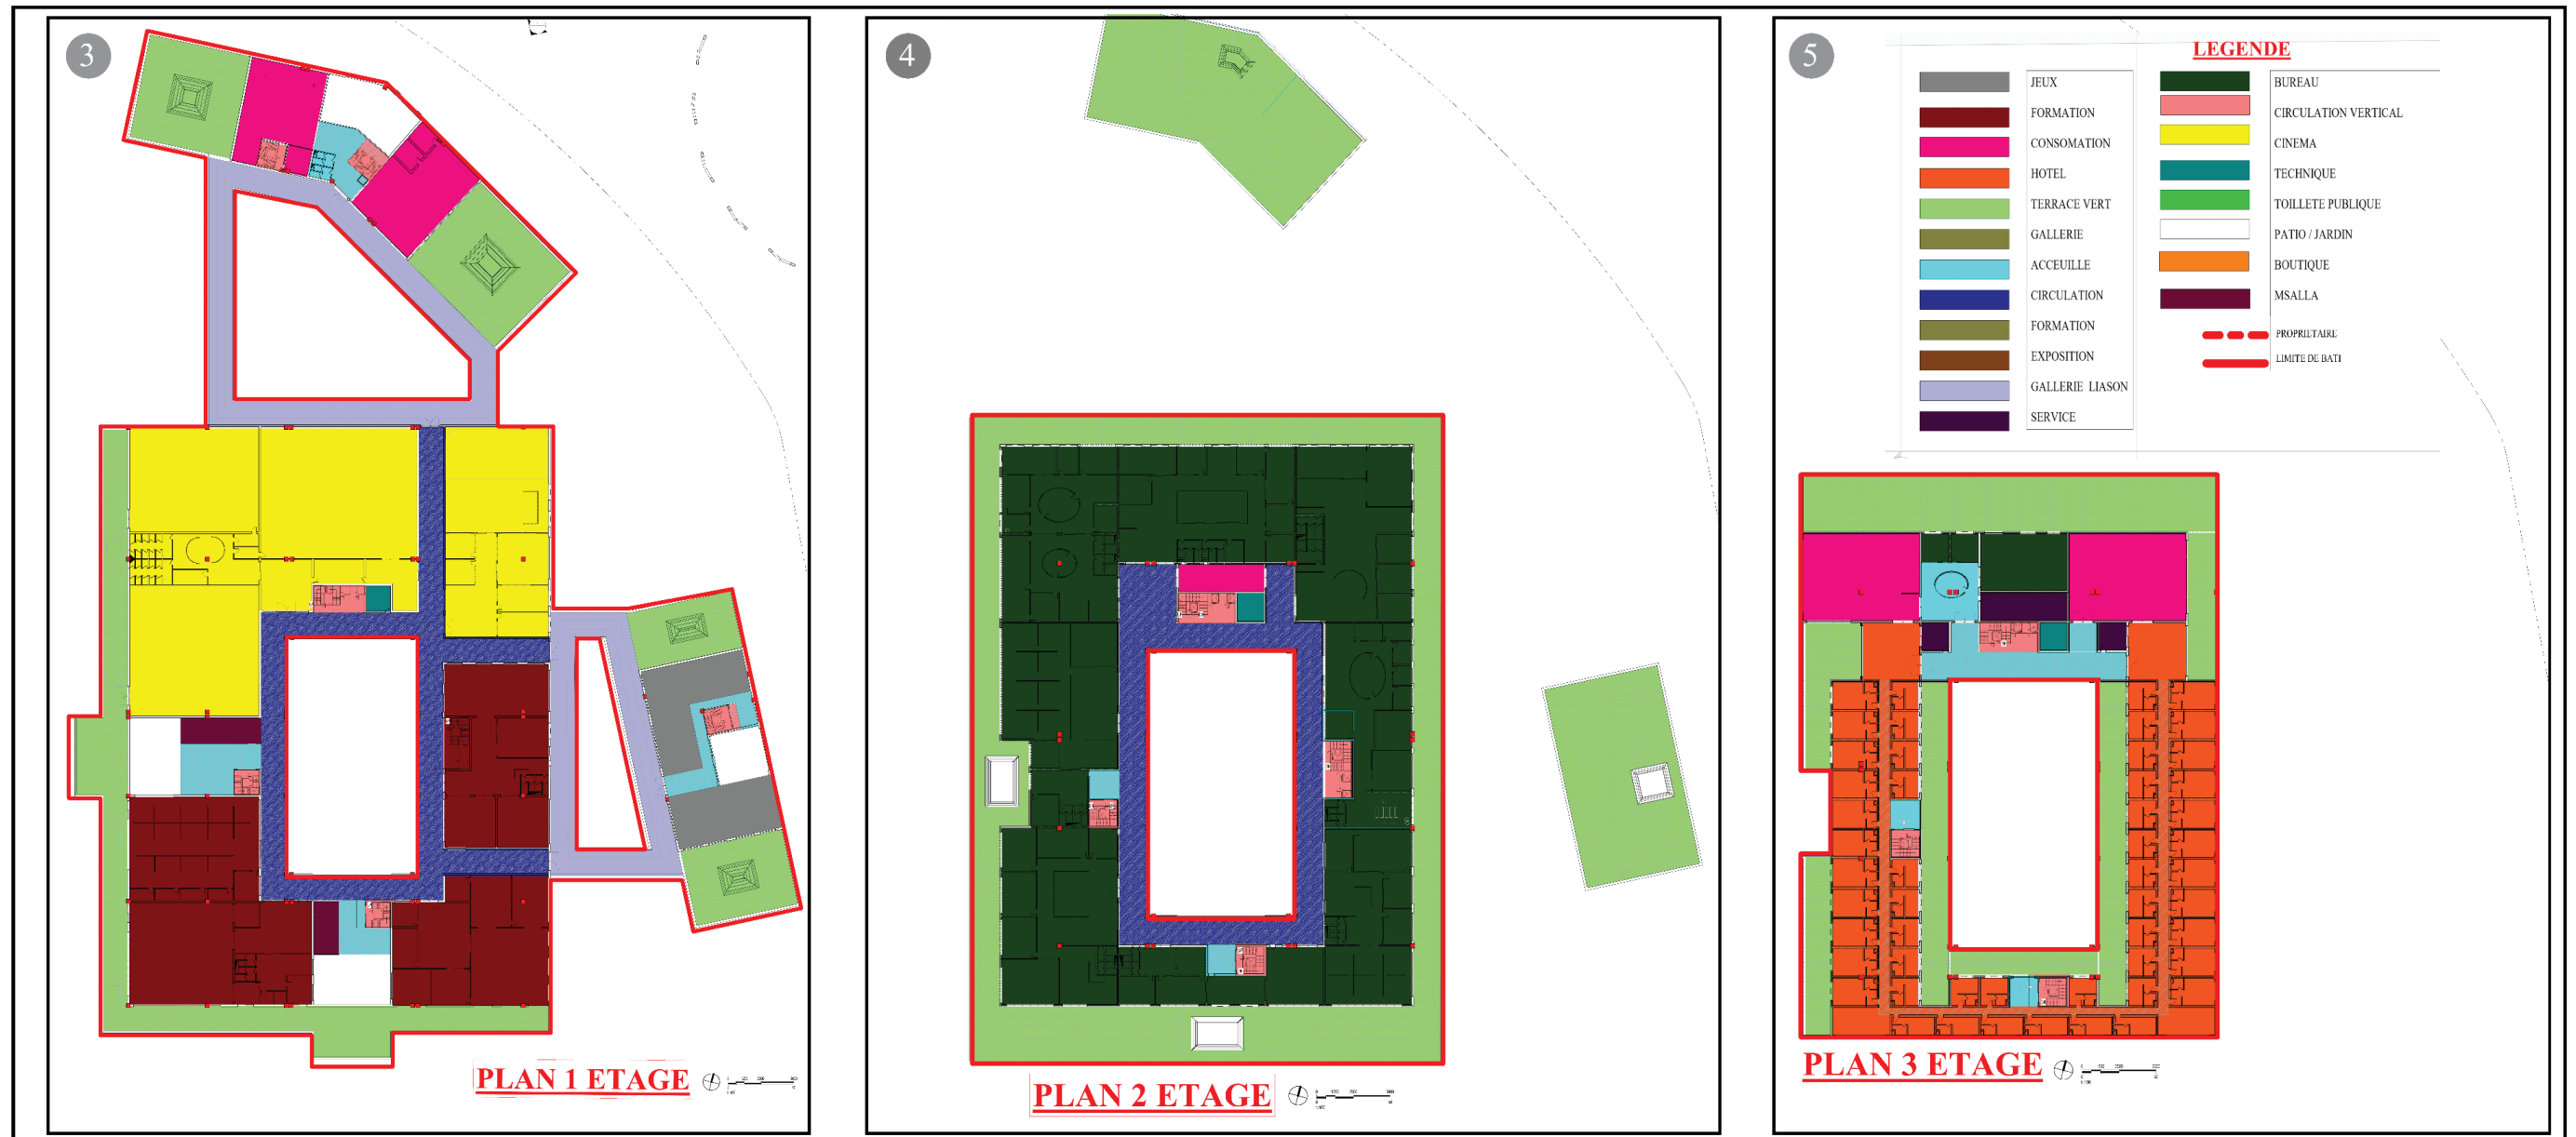 3
PLAN 1 ETAGE
4
PLAN 2 ETAGE
5
LEGENDE
JEUX
FORMATION
CONSOMATION
HOTEL
TERRACE VERT
GALLERIE
ACCEUILLE
CIRCULATION
FORMATION
EXPOSITION
GALLERIE LIASON
SERVICE
BUREAU
CIRCULATION VERTICAL
CINEMA
TECHNIQUE
TOILLETE PUBLIQUE
PATIO / JARDIN
BOUTIQUE
MSALLA
PROPRIETAIRE
LIMITE DE BATI
PLAN 3 ETAGE